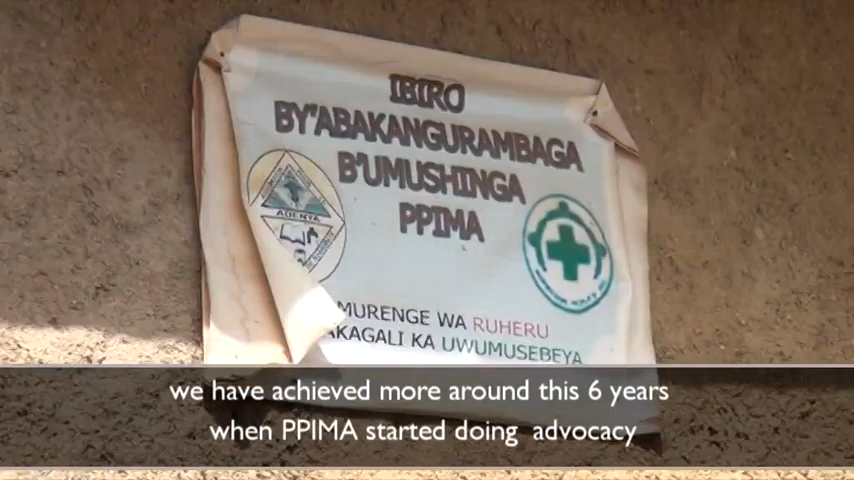 IBIRO
BY'ABAKANGURAMBAGA
B'UMUSHINGA
PPIMA
ADENYA
MURENGE WA RUHERU
AKAGALI KA UWUMUSEBEYA
we have achieved more around this 6 years
when PPIMA started doing advocacy